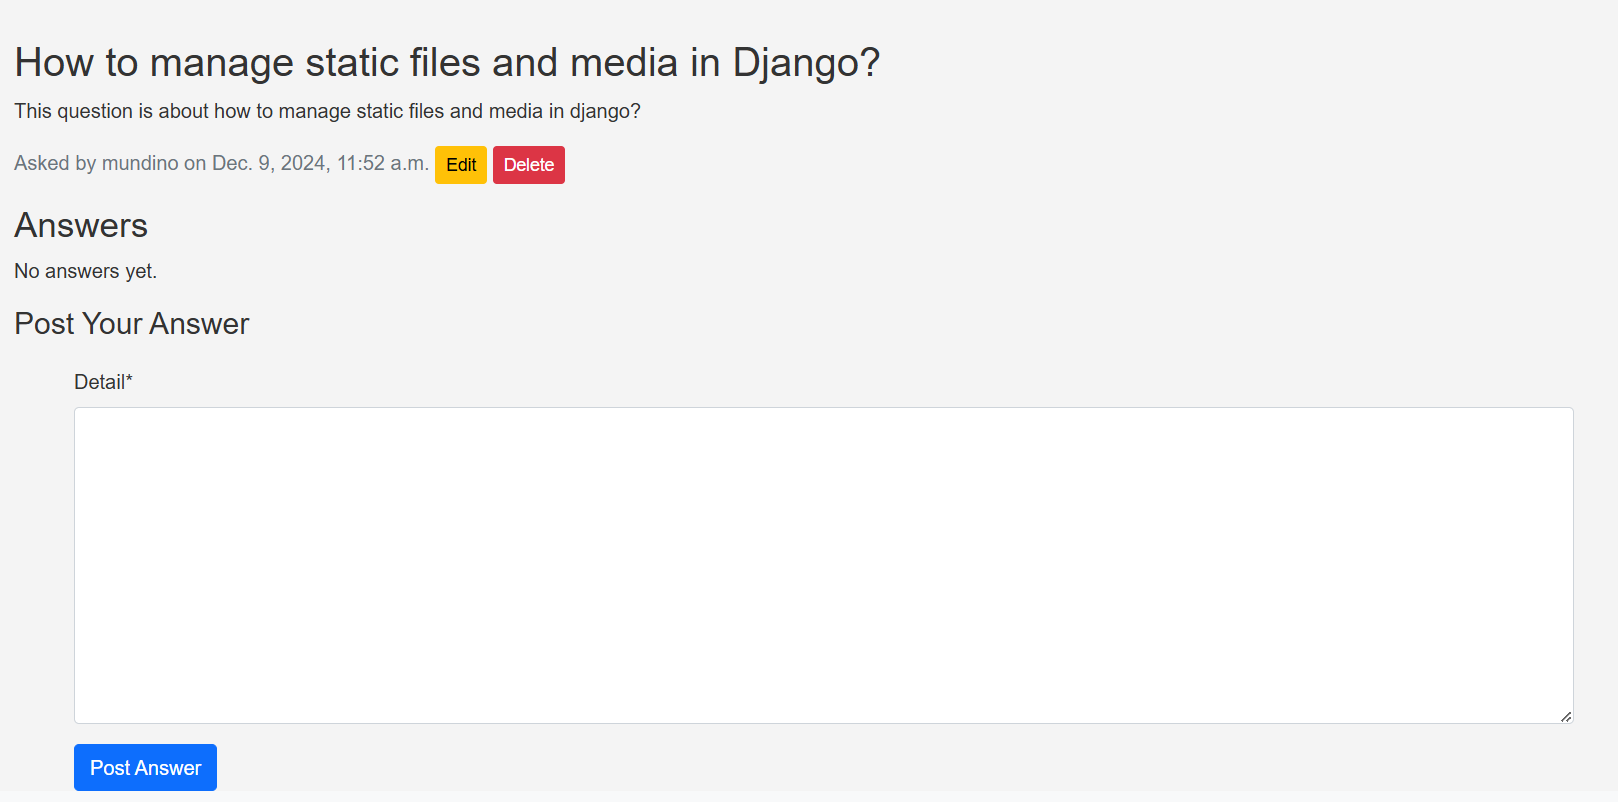 How to manage static files and media in Django?
This question is about how to manage static files and media in django?
Asked by mundino on Dec. 9, 2024, 11:52 a.m. Edit Delete
Answers
No answers yet.
Post Your Answer
Detail*
Post Answer